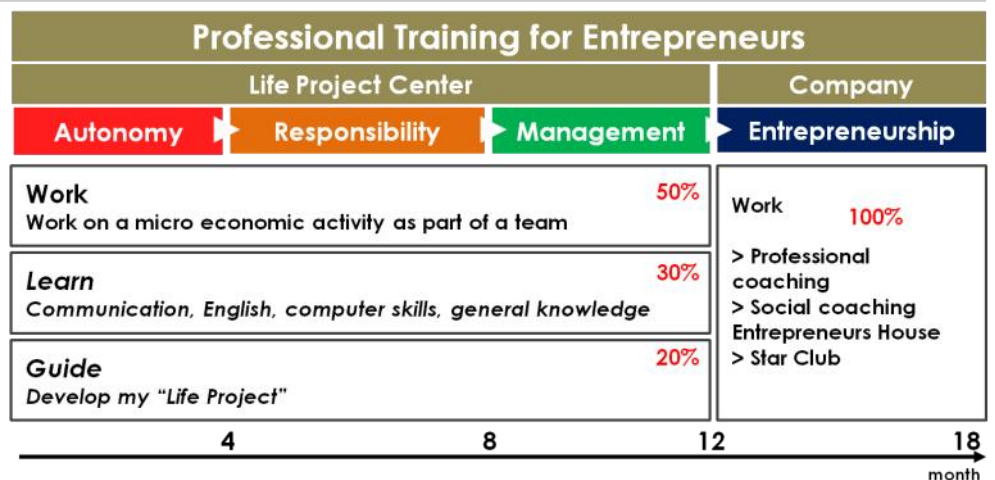 Professional Training for Entrepreneurs
Life Project Center
Company
Autonomy
Responsibility
Management
Entrepreneurship
Work
50%
Work on a micro economic activity as part of a team
Learn
30%
Communication, English, computer skills, general knowledge
Guide
20%
Develop my “Life Project”
Work
100%
> Professional
coaching
> Social coaching
Entrepreneurs House
> Star Club
4
8
12
18
month